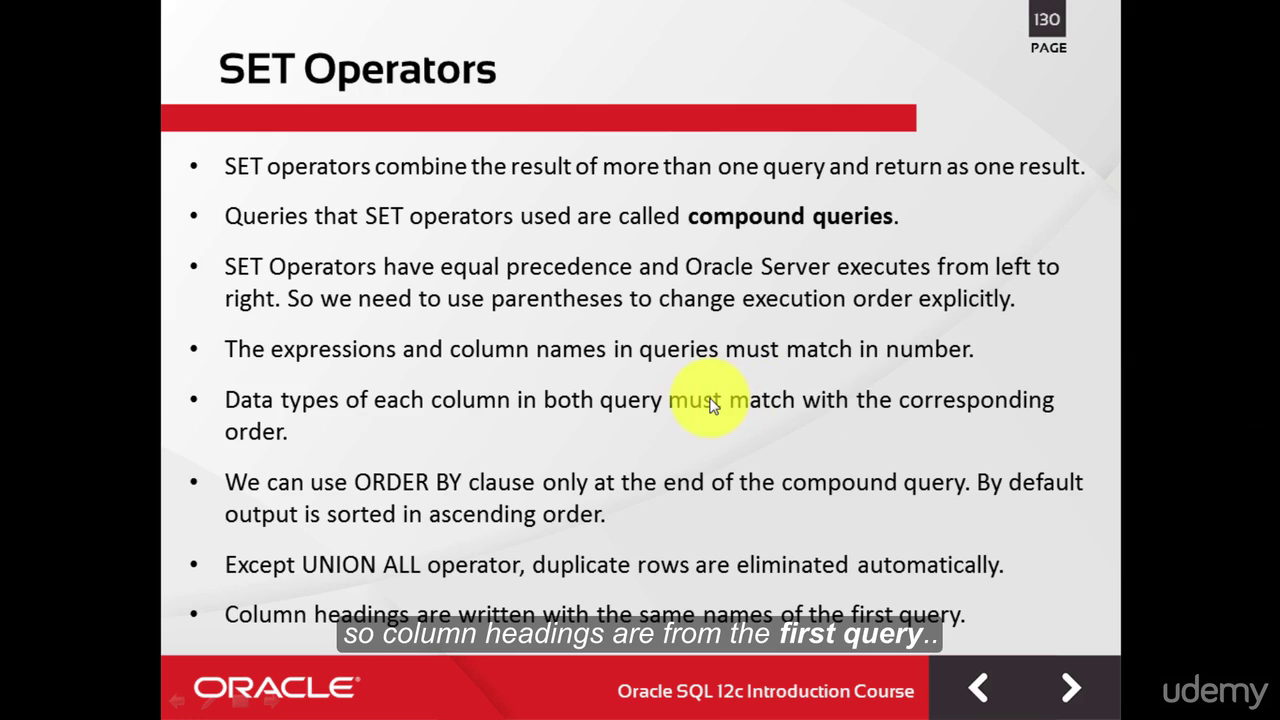 130
PAGE
SET Operators
• SET operators combine the result of more than one query and return as one result.
• Queries that SET operators used are called compound queries.
• SET Operators have equal precedence and Oracle Server executes from left to
right. So we need to use parentheses to change execution order explicitly.
• The expressions and column names in queries must match in number.
• Data types of each column in both query must match with the corresponding
order.
• We can use ORDER BY clause only at the end of the compound query. By default
output is sorted in ascending order.
• Except UNION ALL operator, duplicate rows are eliminated automatically.
• Column headings are written with the same names of the first query.
so column headings are from the first query..
ORACLE®
Oracle SQL 12c Introduction Course
udemy